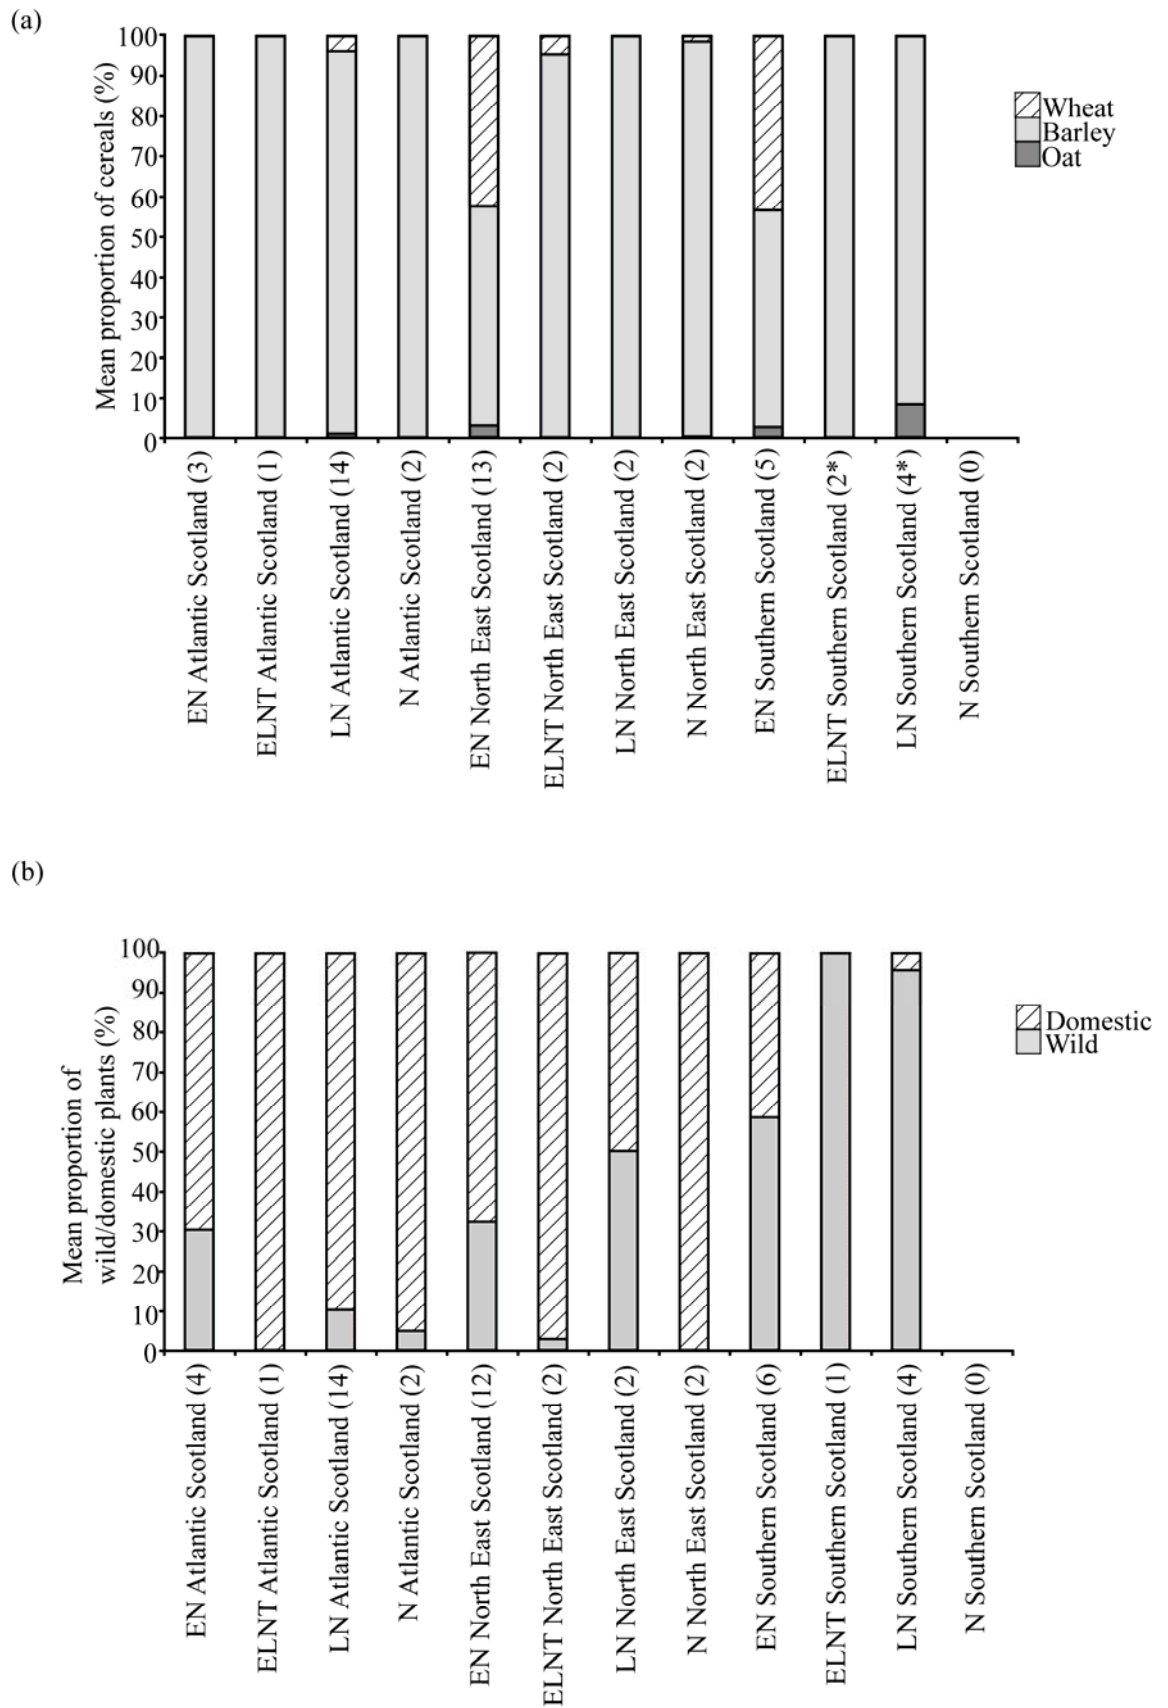 (a)
Mean proportion of cereals (%)
100
90
80
70
60
50
40
30
20
10
0
Wheat
Barley
Oat
EN Atlantic Scotland (3)
ELNT Atlantic Scotland (1)
LN Atlantic Scotland (14)
N Atlantic Scotland (2)
EN North East Scotland (13)
ELNT North East Scotland (2)
LN North East Scotland (2)
N North East Scotland (2)
EN Southern Scotland (5)
ELNT Southern Scotland (2*)
LN Southern Scotland (4*)
N Southern Scotland (0)
(b)
Mean proportion of
wild/domestic plants (%)
100
90
80
70
60
50
40
30
20
10
0
Domestic
Wild
EN Atlantic Scotland (4)
ELNT Atlantic Scotland (1)
LN Atlantic Scotland (14)
N Atlantic Scotland (2)
EN North East Scotland (12)
ELNT North East Scotland (2)
LN North East Scotland (2)
N North East Scotland (2)
EN Southern Scotland (6)
ELNT Southern Scotland (1)
LN Southern Scotland (4)
N Southern Scotland (0)